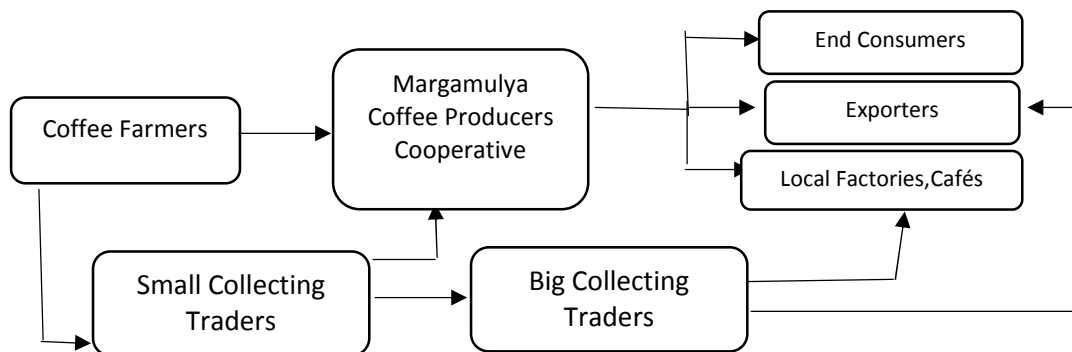 End Consumers
Margamulya
Coffee Producers
Cooperative
Coffee Farmers
Exporters
Local Factories,Cafés
Small Collecting
Traders
Big Collecting
Traders